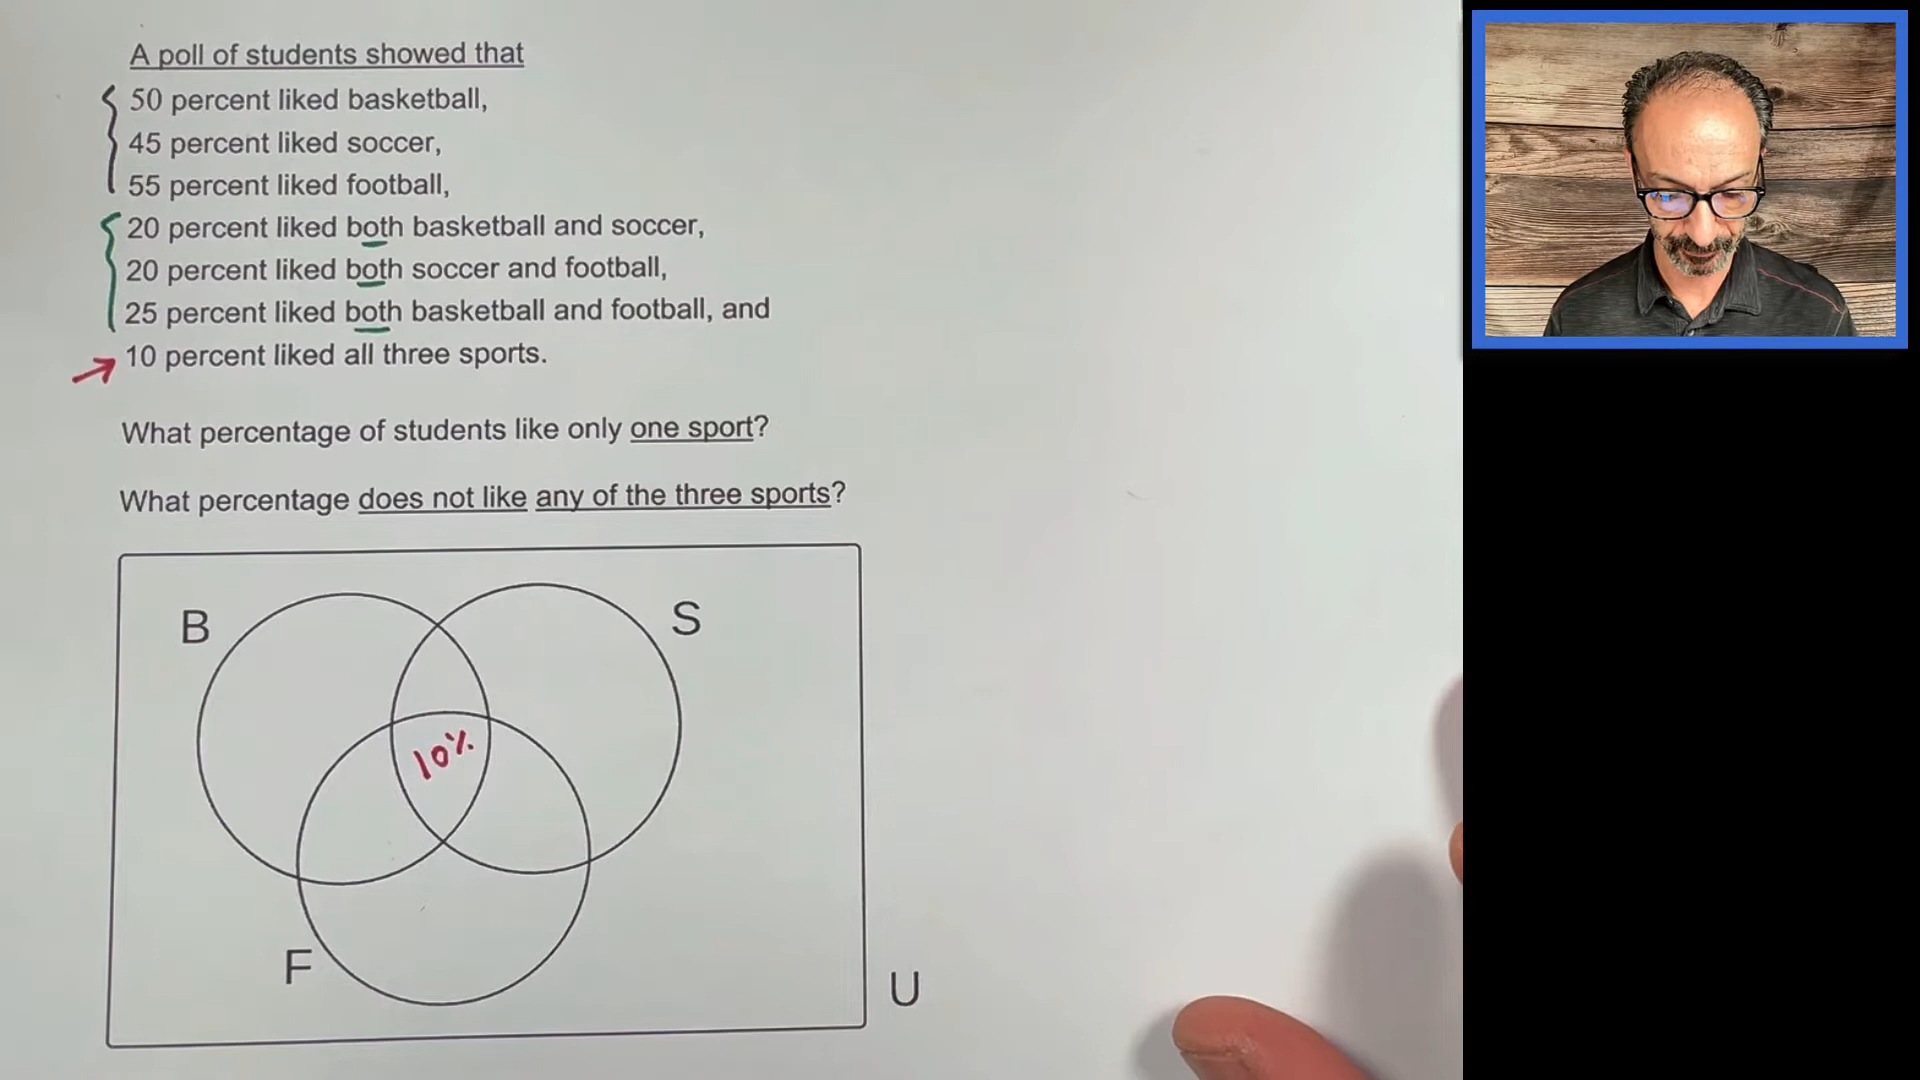 A poll of students showed that
50 percent liked basketball,
45 percent liked soccer,
55 percent liked football,
20 percent liked both basketball and soccer,
20 percent liked both soccer and football,
25 percent liked both basketball and football, and
10 percent liked all three sports.
What percentage of students like only one sport?
What percentage does not like any of the three sports?
B
S
10%
F
U